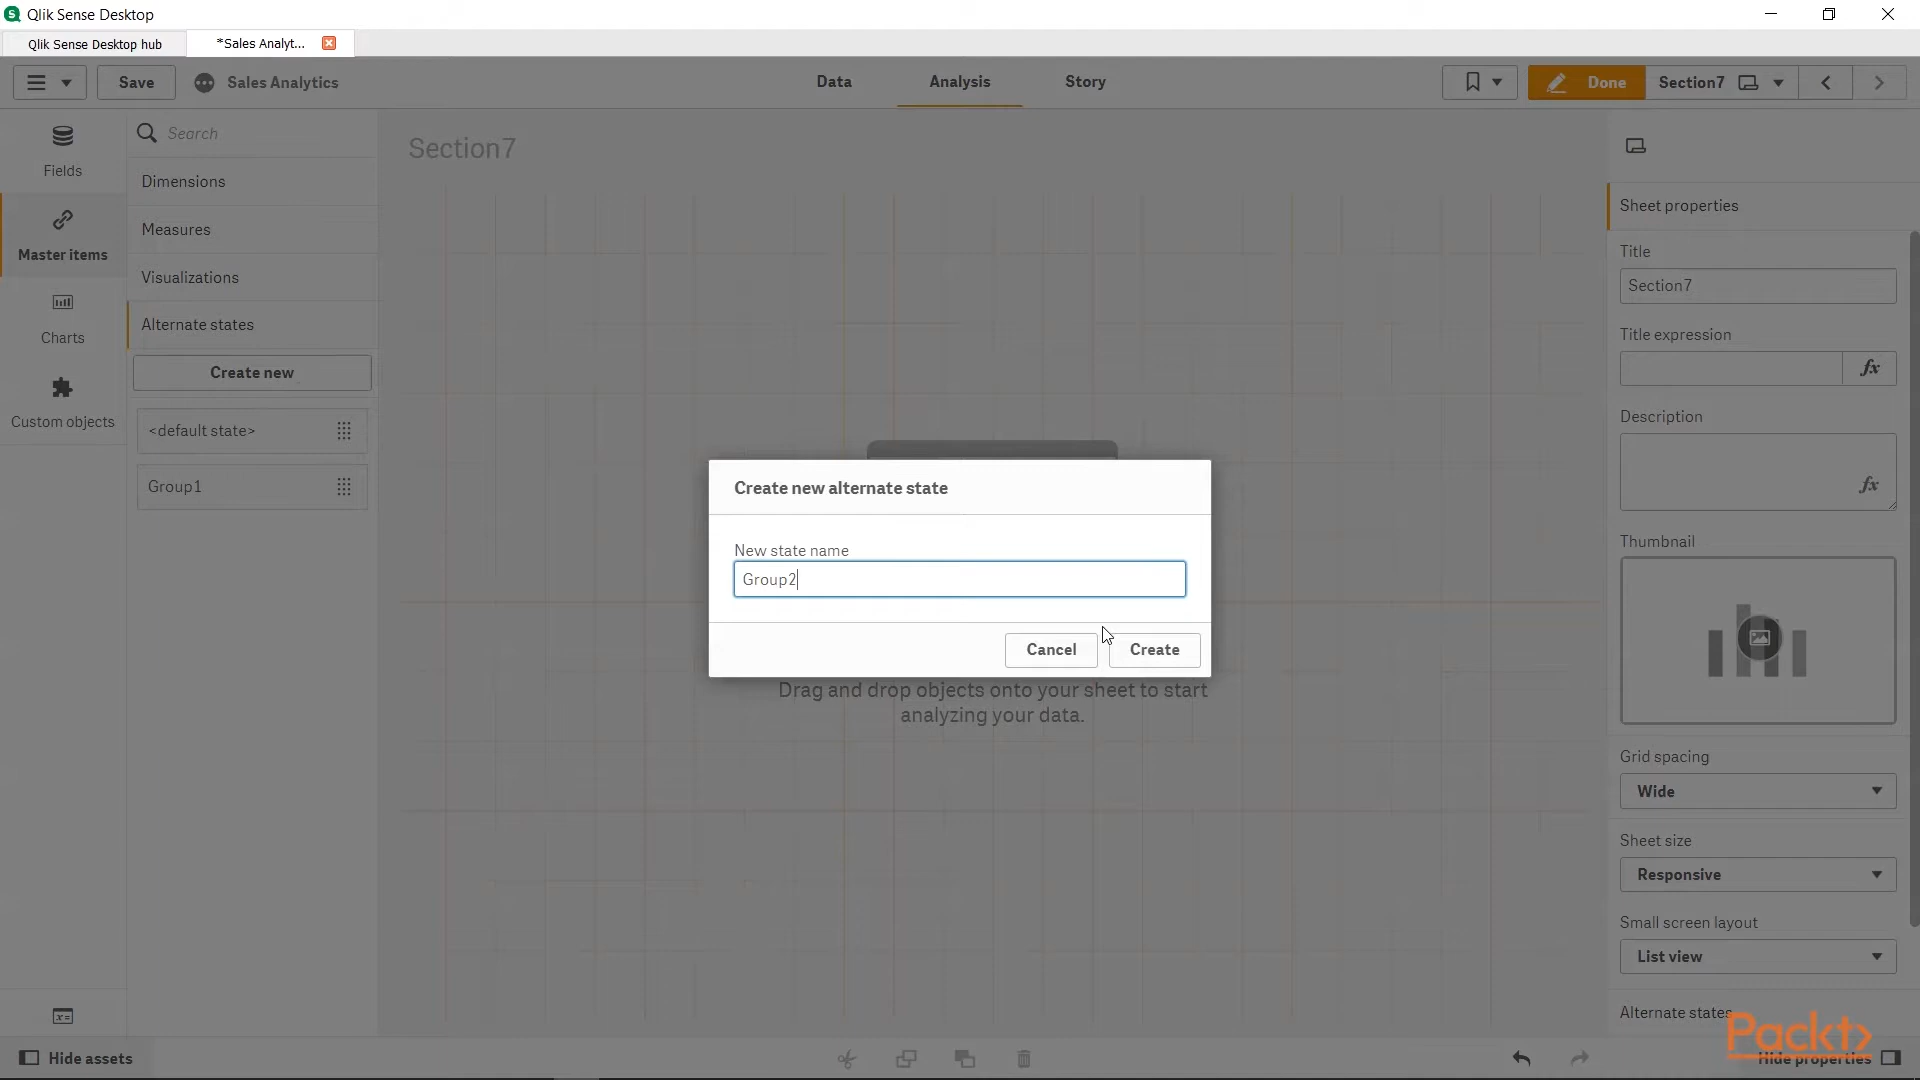 Qlik Sense Desktop
Qlik Sense Desktop hub
*Sales Analyt...
Save
Sales Analytics
Data
Analysis
Story
Done
Section7
Fields
Master items
Charts
Custom objects
Search
Dimensions
Measures
Visualizations
Alternate states
Create new
<default state>
Group1
Section7
Create new alternate state
New state name
Group2
Cancel
Create
Drag and drop objects onto your sheet to start
analyzing your data.
Sheet properties
Title
Section7
Title expression
fx
Description
fx
Thumbnail
Grid spacing
Wide
Sheet size
Responsive
Small screen layout
List view
Alternate states
Packt>
Hide assets
Hide properties